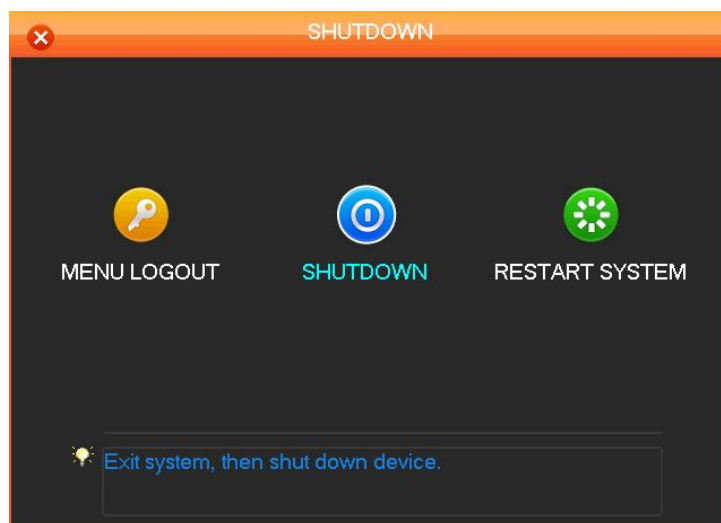 SHUTDOWN
MENU LOGOUT
SHUTDOWN
RESTART SYSTEM
Exit system, then shut down device.